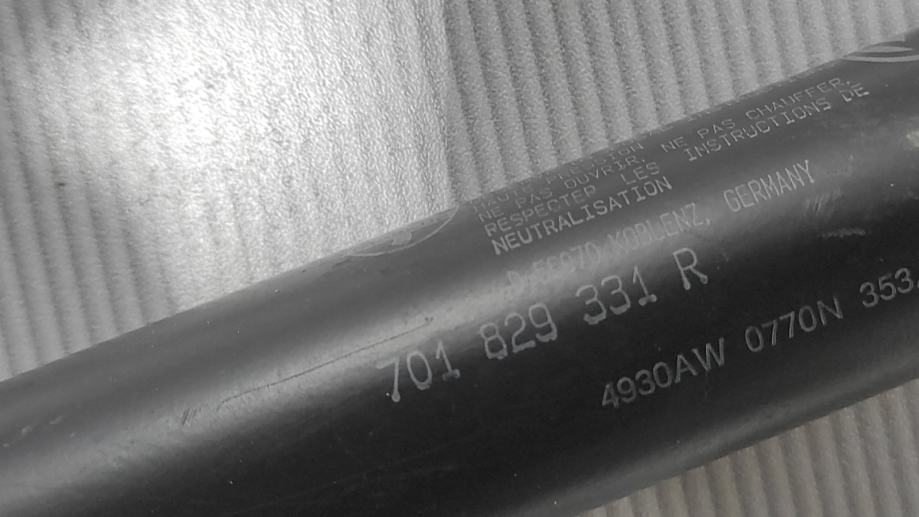 NE PAS OUVRIR. NE PAS CHAUFFER.
RESPECTER LES INSTRUCTIONS DE
NEUTRALISATION
D-56070 KOBLENZ, GERMANY
701 829 331 R
4930AW 0770N 353